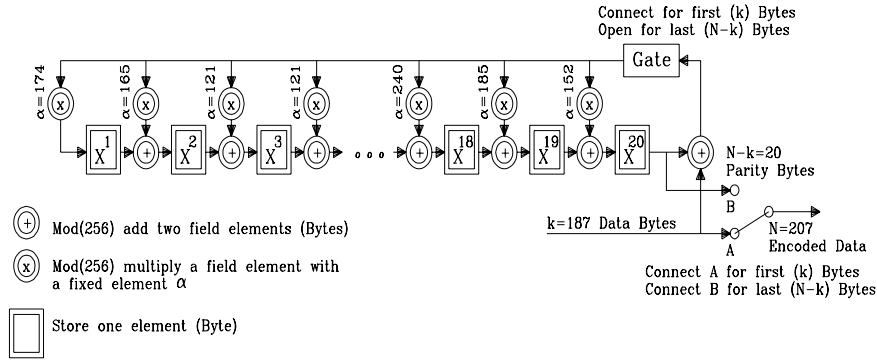 Connect for first (k) Bytes
Open for last (N-k) Bytes
Gate
α=174
α=165
α=121
α=121
α=240
α=185
α=152
x x x x x x x
X1 + X2 + X3 + X18 + X19 + X20 +
N-k=20
Parity Bytes
B
k=187 Data Bytes
N=207
Encoded Data
A
Connect A for first (k) Bytes
Connect B for last (N-k) Bytes
+ Mod(256) add two field elements (Bytes)
x Mod(256) multiply a field element with
a fixed element α
Store one element (Byte)